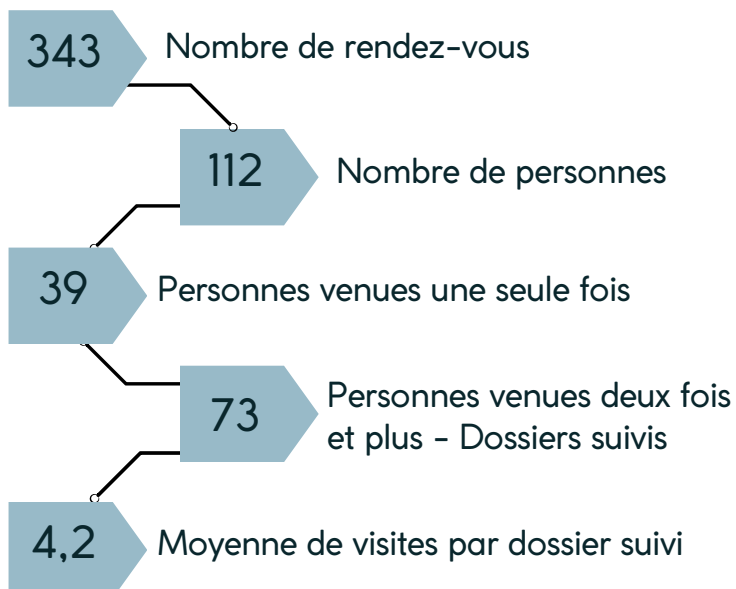 343
Nombre de rendez-vous
112
Nombre de personnes
39
Personnes venues une seule fois
73
Personnes venues deux fois
et plus - Dossiers suivis
4,2
Moyenne de visites par dossier suivi